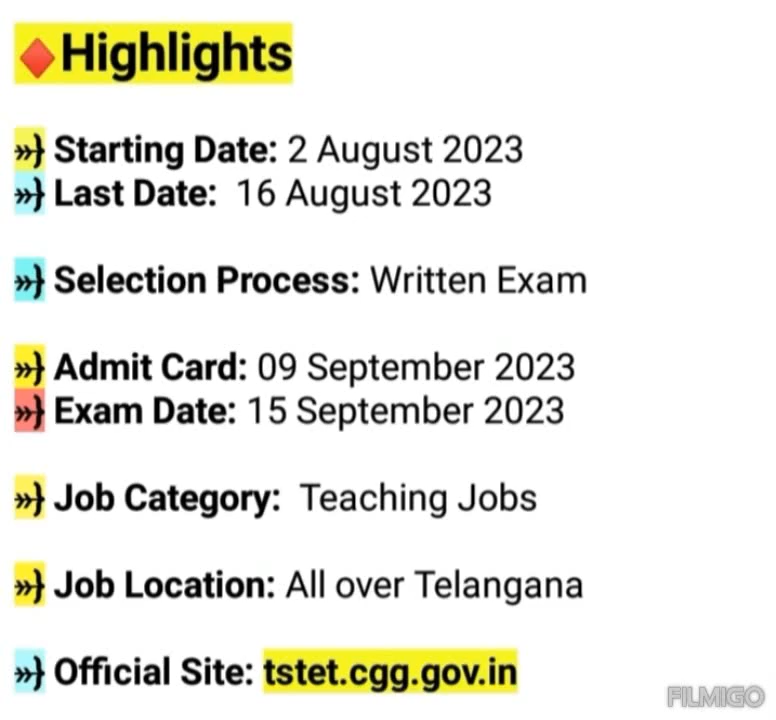 ♦Highlights
»} Starting Date: 2 August 2023
»} Last Date: 16 August 2023
»} Selection Process: Written Exam
»} Admit Card: 09 September 2023
»} Exam Date: 15 September 2023
»} Job Category: Teaching Jobs
»} Job Location: All over Telangana
»} Official Site: tstet.cgg.gov.in
FILMIGO